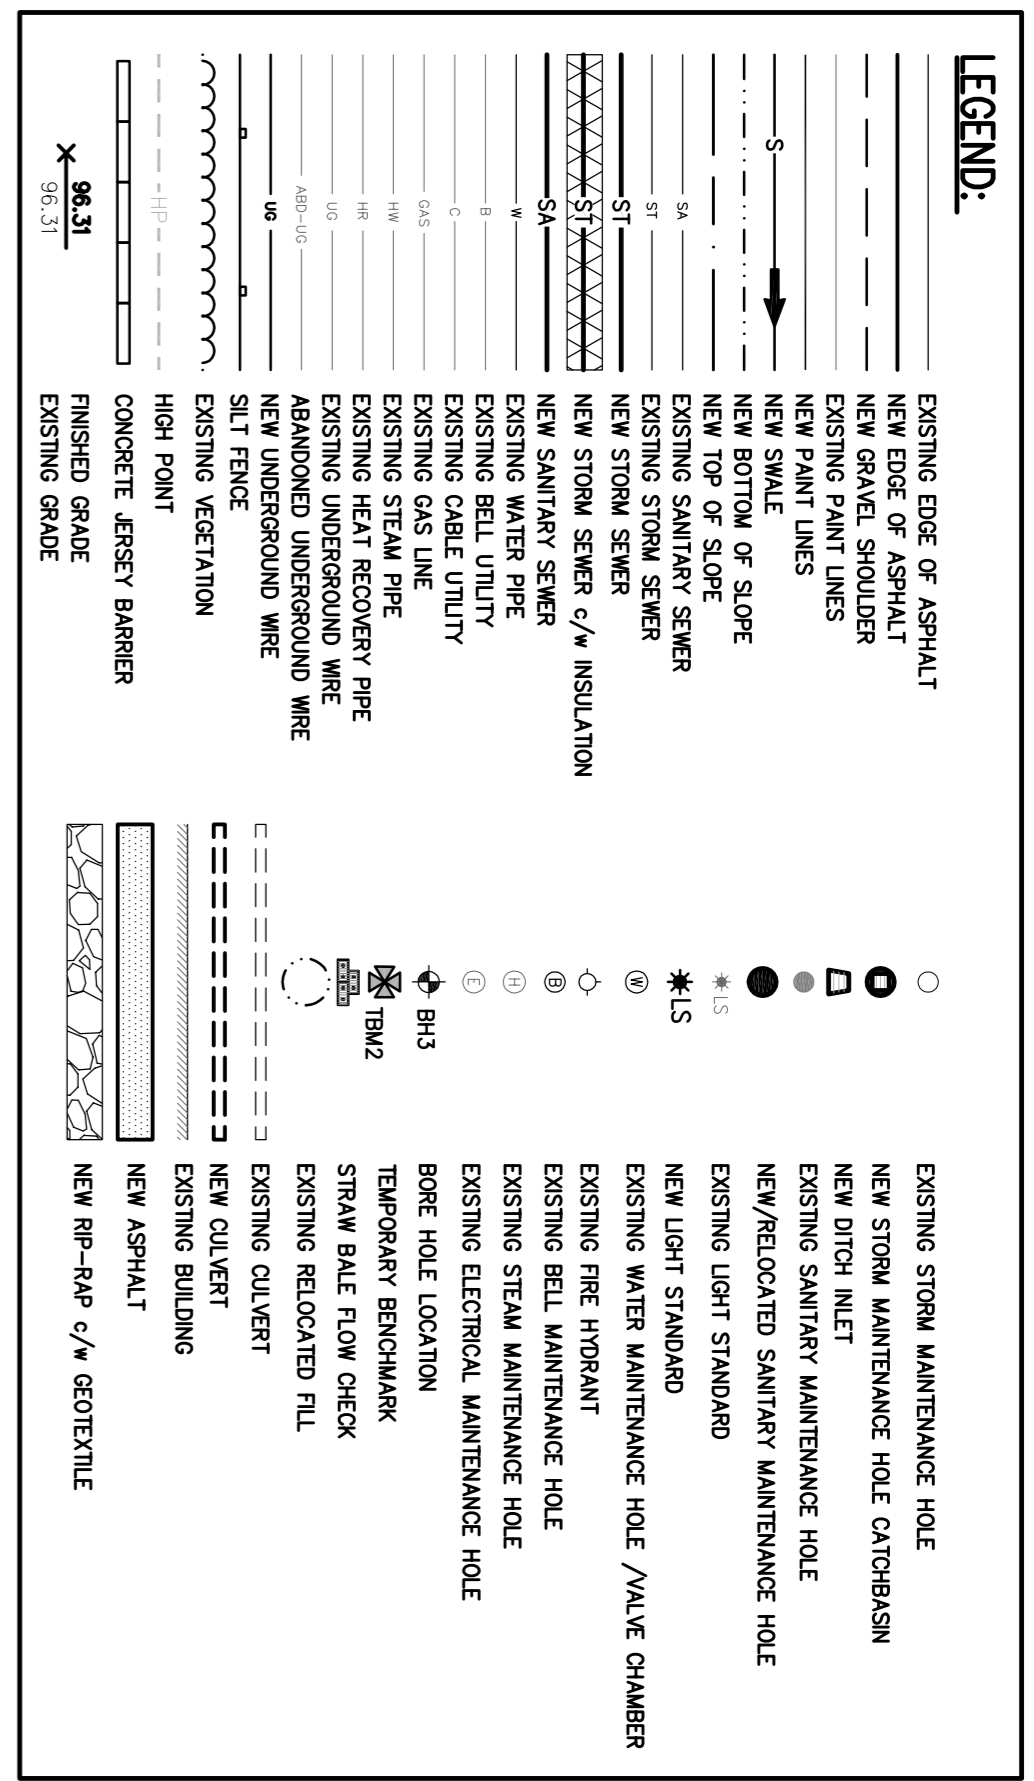 LEGEND:
EXISTING EDGE OF ASPHALT
NEW EDGE OF ASPHALT
NEW GRAVEL SHOULDER
EXISTING PAINT LINES
NEW PAINT LINES
S NEW SWALE
NEW BOTTOM OF SLOPE
NEW TOP OF SLOPE
SA EXISTING SANITARY SEWER
ST EXISTING STORM SEWER
ST NEW STORM SEWER
ST NEW STORM SEWER c/w INSULATION
SA NEW SANITARY SEWER
W EXISTING WATER PIPE
B EXISTING BELL UTILITY
C EXISTING CABLE UTILITY
GAS EXISTING GAS LINE
HW EXISTING STEAM PIPE
HR EXISTING HEAT RECOVERY PIPE
UG EXISTING UNDERGROUND WIRE
ABD-UG ABANDONED UNDERGROUND WIRE
UG NEW UNDERGROUND WIRE
SILT FENCE
EXISTING VEGETATION
HP HIGH POINT
CONCRETE JERSEY BARRIER
96.31 FINISHED GRADE
96.31 EXISTING GRADE
EXISTING STORM MAINTENANCE HOLE
NEW STORM MAINTENANCE HOLE CATCHBASIN
NEW DITCH INLET
EXISTING SANITARY MAINTENANCE HOLE
NEW/RELOCATED SANITARY MAINTENANCE HOLE
LS EXISTING LIGHT STANDARD
LS NEW LIGHT STANDARD
W EXISTING WATER MAINTENANCE HOLE /VALVE CHAMBER
EXISTING FIRE HYDRANT
B EXISTING BELL MAINTENANCE HOLE
H EXISTING STEAM MAINTENANCE HOLE
E EXISTING ELECTRICAL MAINTENANCE HOLE
BH3 BORE HOLE LOCATION
TBM2 TEMPORARY BENCHMARK
STRAW BALE FLOW CHECK
EXISTING RELOCATED FILL
EXISTING CULVERT
NEW CULVERT
EXISTING BUILDING
NEW ASPHALT
NEW RIP-RAP c/w GEOTEXTILE